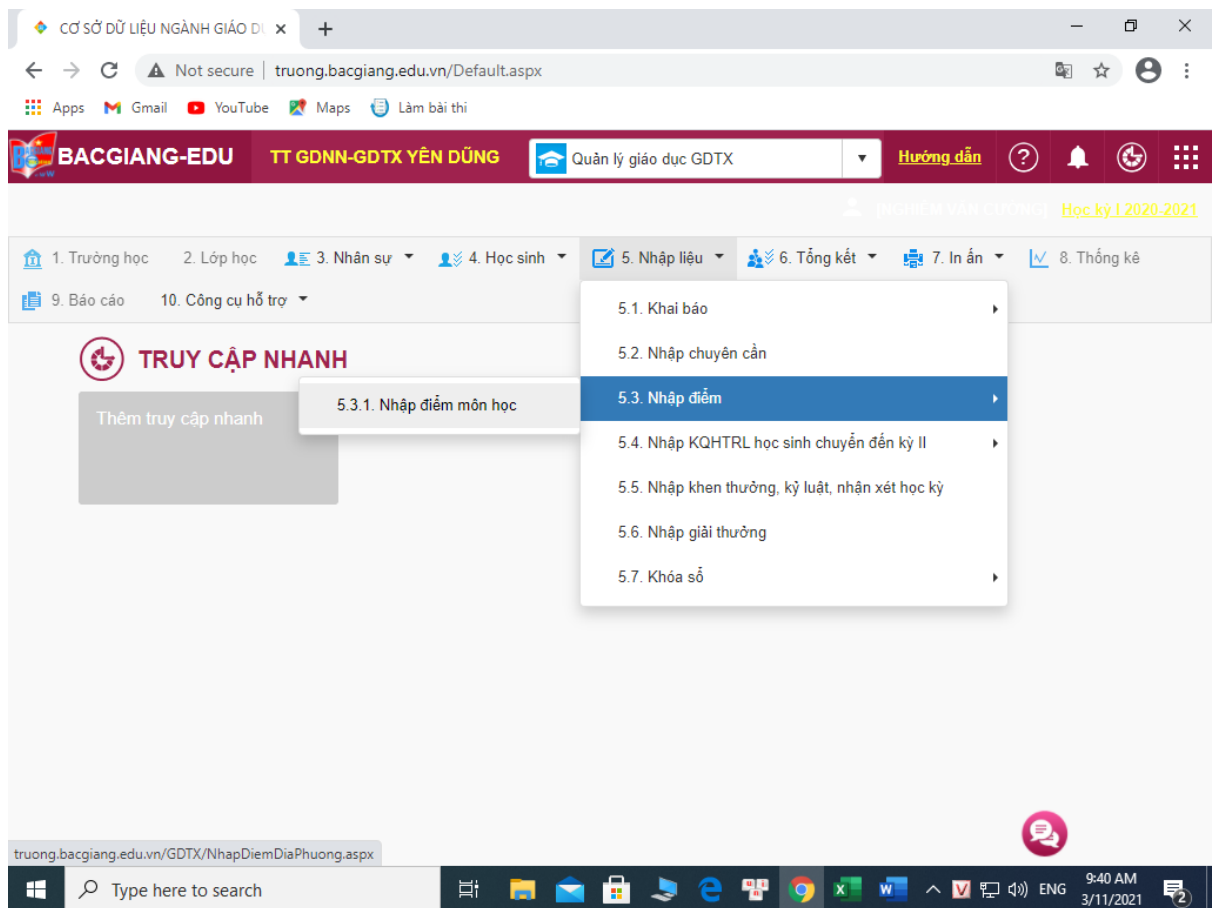 CƠ SỞ DỮ LIỆU NGÀNH GIÁO DỤ
Not secure | truong.bacgiang.edu.vn/Default.aspx
Apps Gmail YouTube Maps Làm bài thi
BACGIANG-EDU TT GDNN-GDTX YÊN DŨNG Quản lý giáo dục GDTX Hướng dẫn
[NGHIÊM VĂN CƯƠNG] Học kỳ I 2020-2021
1. Trường học 2. Lớp học 3. Nhân sự 4. Học sinh 5. Nhập liệu 6. Tổng kết 7. In ấn 8. Thống kê
9. Báo cáo 10. Công cụ hỗ trợ
5.1. Khai báo
5.2. Nhập chuyên cần
TRUY CẬP NHANH
5.3. Nhập điểm
5.3.1. Nhập điểm môn học
Thêm truy cập nhanh
5.4. Nhập KQHTRL học sinh chuyển đến kỳ II
5.5. Nhập khen thưởng, kỷ luật, nhận xét học kỳ
5.6. Nhập giải thưởng
5.7. Khóa sổ
truong.bacgiang.edu.vn/GDTX/NhapDiemDiaPhuong.aspx
Type here to search
ENG
9:40 AM
3/11/2021
2